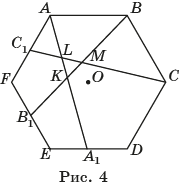 A B
C₁ L M
F K O C
B₁
E A₁ D
Рис. 4